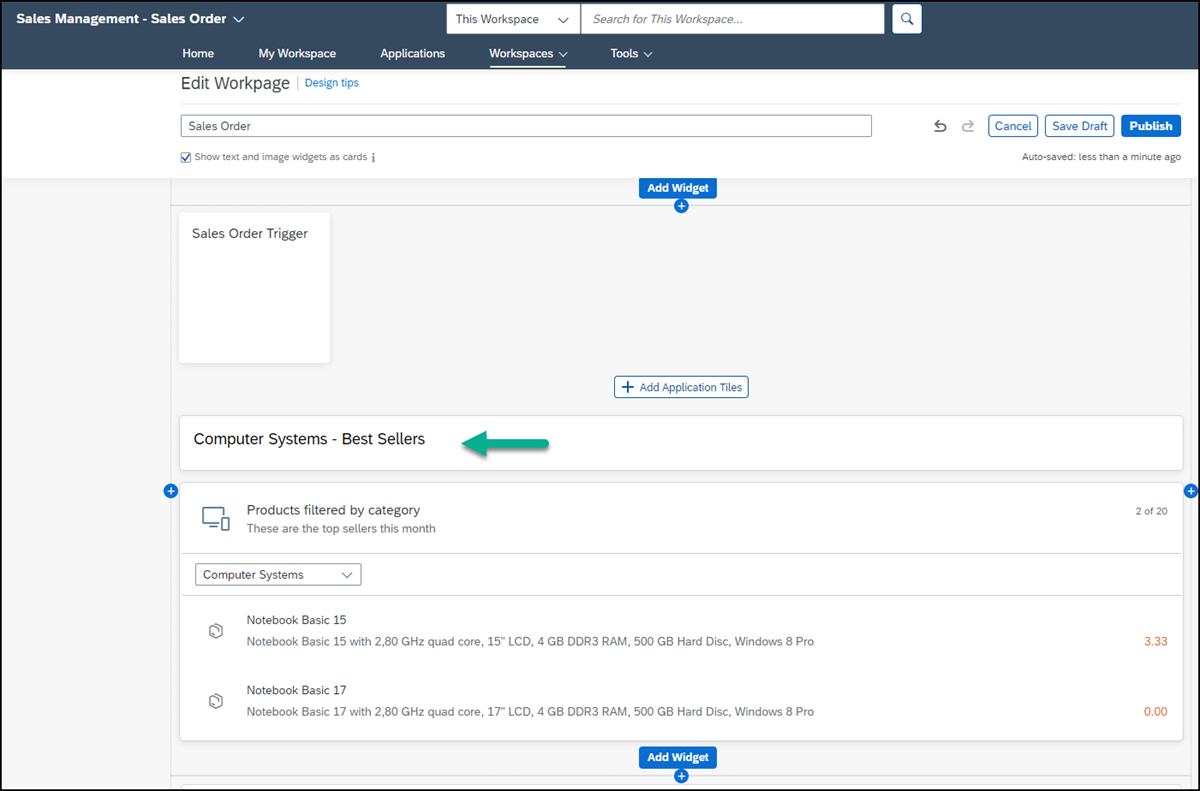 Sales Management - Sales Order
This Workspace
Search for This Workspace...
Home
My Workspace
Applications
Workspaces
Tools
Edit Workpage
Design tips
Sales Order
Cancel
Save Draft
Publish
Show text and image widgets as cards i
Auto-saved: less than a minute ago
Add Widget
Sales Order Trigger
Add Application Tiles
Computer Systems - Best Sellers
Products filtered by category
2 of 20
These are the top sellers this month
Computer Systems
Notebook Basic 15
Notebook Basic 15 with 2,80 GHz quad core, 15" LCD, 4 GB DDR3 RAM, 500 GB Hard Disc, Windows 8 Pro
3.33
Notebook Basic 17
Notebook Basic 17 with 2,80 GHz quad core, 17" LCD, 4 GB DDR3 RAM, 500 GB Hard Disc, Windows 8 Pro
0.00
Add Widget